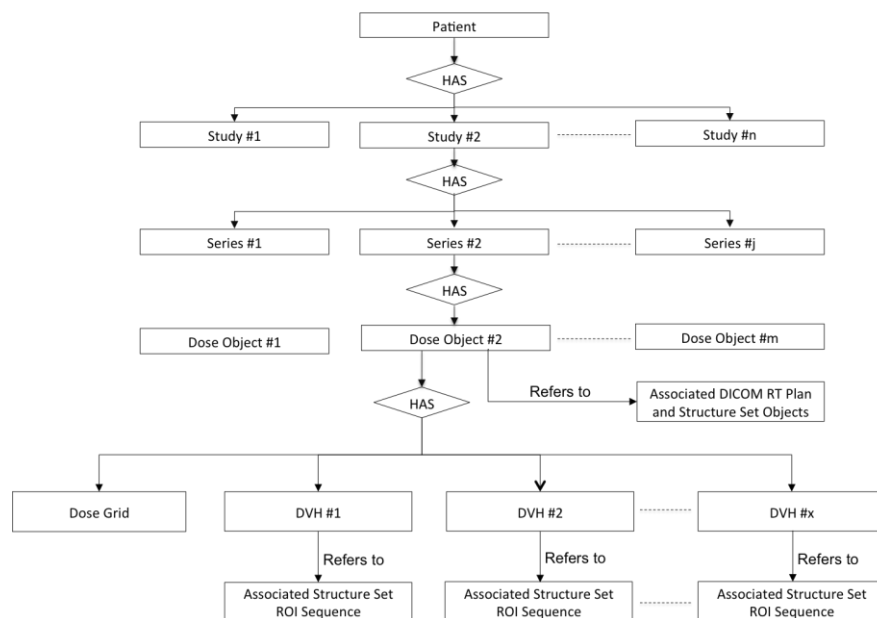 Patient
HAS
Study #1
Study #2
Study #n
HAS
Series #1
Series #2
Series #j
HAS
Dose Object #1
Dose Object #2
Dose Object #m
Refers to
Associated DICOM RT Plan
and Structure Set Objects
HAS
Dose Grid
DVH #1
DVH #2
DVH #x
Refers to
Refers to
Refers to
Associated Structure Set
ROI Sequence
Associated Structure Set
ROI Sequence
Associated Structure Set
ROI Sequence